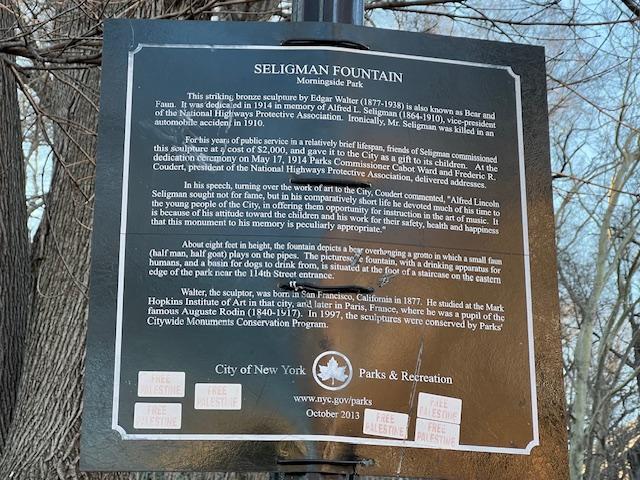 SELIGMAN FOUNTAIN
Morningside Park
This striking bronze sculpture by Edgar Walter (1877-1938) is also known as Bear and
Faun. It was dedicated in 1914 in memory of Alfred L. Seligman (1864-1910), vice-president
of the National Highways Protective Association. Ironically, Mr. Seligman was killed in an
automobile accident in 1910.
For his years of public service in a relatively brief lifespan, friends of Seligman commissioned
this sculpture at a cost of $2,000, and gave it to the City as a gift to its children. At the
dedication ceremony on May 17, 1914 Parks Commissioner Cabot Ward and Frederic R.
Coudert, president of the National Highways Protective Association, delivered addresses.
In his speech, turning over the work of art to the City, Coudert commented, "Alfred Lincoln
Seligman sought not for fame, but in his comparatively short life he devoted much of his time to
the young people of the City, in offering them opportunity for instruction in the art of music. It
is because of his attitude toward the children and his work for their safety, health and happiness
that this monument to his memory is peculiarly appropriate."
About eight feet in height, the fountain depicts a bear overhanging a grotto in which a small faun
(half man, half goat) plays on the pipes. The picturesque fountain, with a drinking apparatus for
humans, and a basin for dogs to drink from, is situated at the foot of a staircase on the eastern
edge of the park near the 114th Street entrance.
Walter, the sculptor, was born in San Francisco, California in 1877. He studied at the Mark
Hopkins Institute of Art in that city, and later in Paris, France, where he was a pupil of the
famous Auguste Rodin (1840-1917). In 1997, the sculptures were conserved by Parks'
Citywide Monuments Conservation Program.
City of New York Parks & Recreation
www.nyc.gov/parks
October 2013
FREE
PALESTINE
FREE
PALESTINE
FREE
PALESTINE
FREE
PALESTINE
FREE
PALESTINE
FREE
PALESTINE